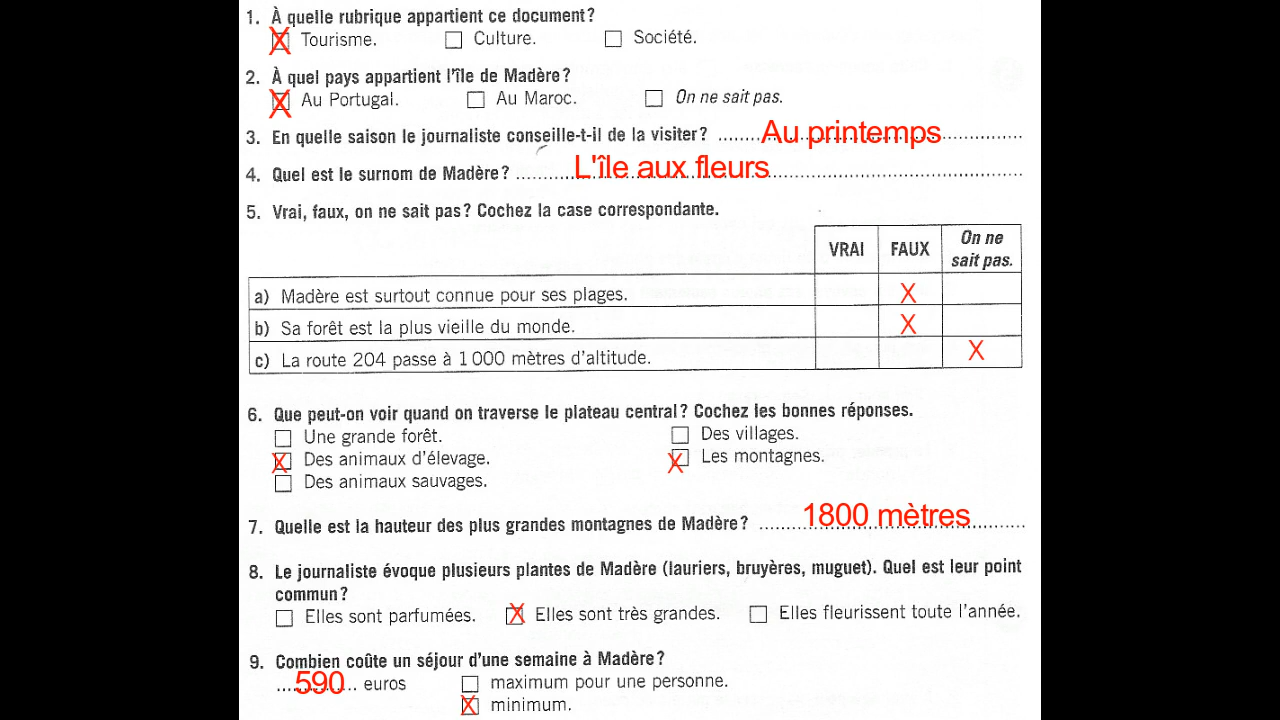 1. À quelle rubrique appartient ce document?
X Tourisme. Culture. Société.
2. À quel pays appartient l'île de Madère?
X Au Portugal. Au Maroc. On ne sait pas.
3. En quelle saison le journaliste conseille-t-il de la visiter? Au printemps
4. Quel est le surnom de Madère? L'île aux fleurs
5. Vrai, faux, on ne sait pas? Cochez la case correspondante.
VRAI FAUX On ne sait pas.
a) Madère est surtout connue pour ses plages. X
b) Sa forêt est la plus vieille du monde. X
c) La route 204 passe à 1 000 mètres d'altitude. X
6. Que peut-on voir quand on traverse le plateau central? Cochez les bonnes réponses.
Une grande forêt. Des villages.
X Des animaux d'élevage. X Les montagnes.
Des animaux sauvages.
7. Quelle est la hauteur des plus grandes montagnes de Madère? 1800 mètres
8. Le journaliste évoque plusieurs plantes de Madère (lauriers, bruyères, muguet). Quel est leur point
commun?
Elles sont parfumées. X Elles sont très grandes. Elles fleurissent toute l'année.
9. Combien coûte un séjour d'une semaine à Madère?
590 euros maximum pour une personne.
X minimum.